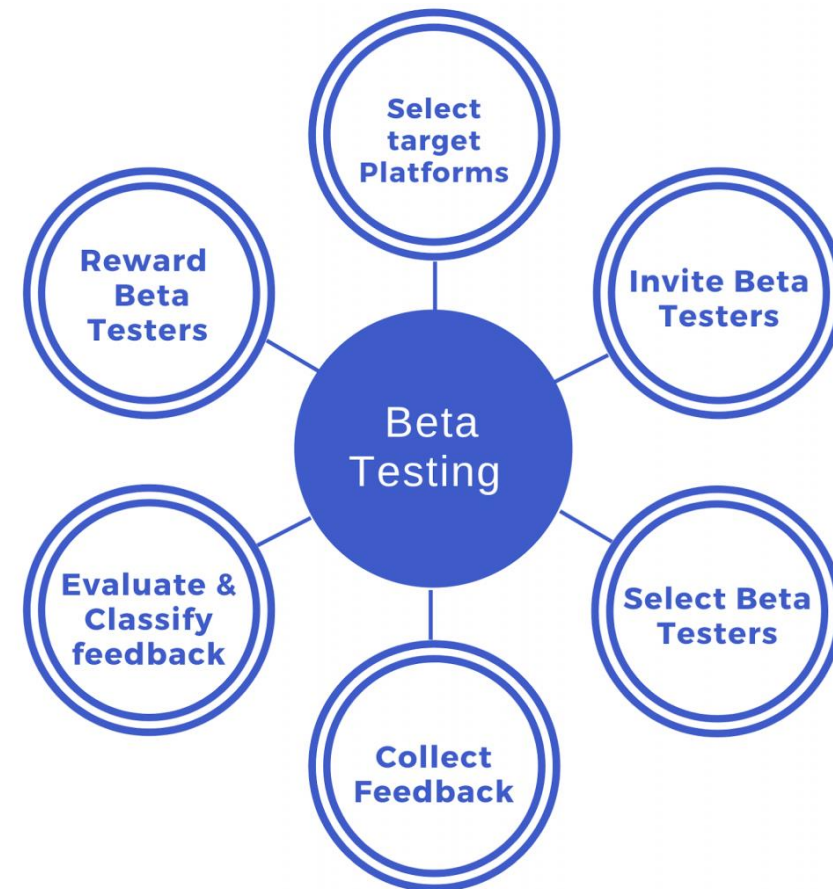 Select
target
Platforms
Invite Beta
Testers
Select Beta
Testers
Collect
Feedback
Evaluate &
Classify
feedback
Reward
Beta
Testers
Beta
Testing